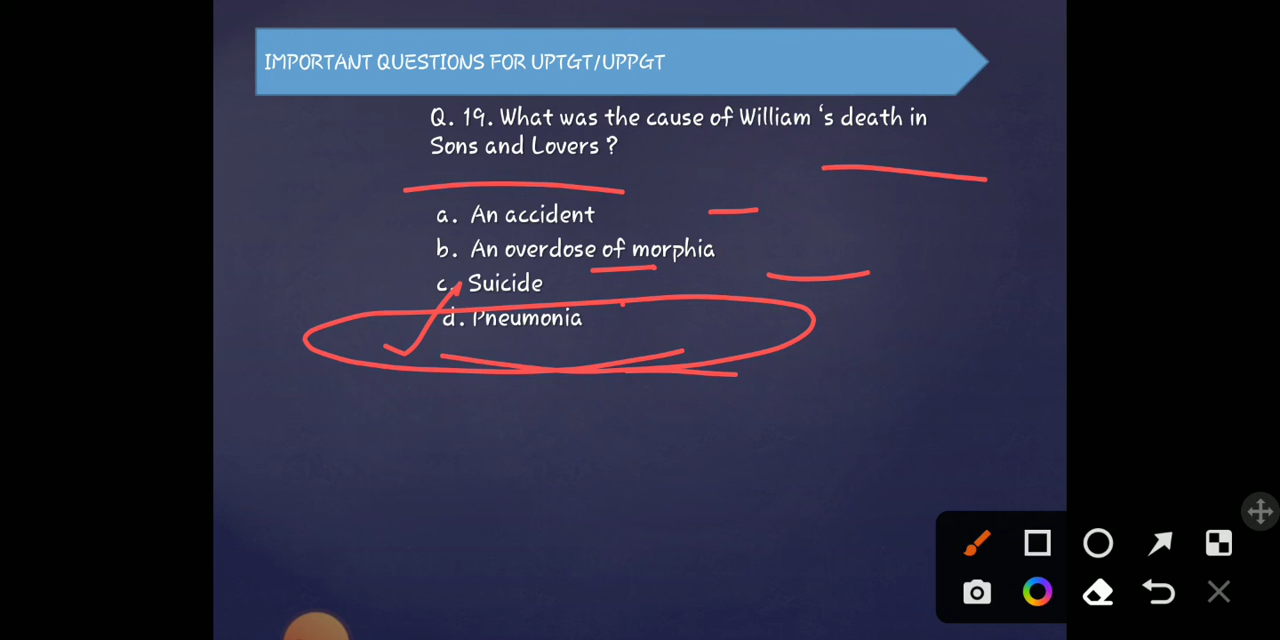 IMPORTANT QUESTIONS FOR UPTGT/UPPGT
Q. 19. What was the cause of William 's death in
Sons and Lovers ?
a. An accident
b. An overdose of morphia
c. Suicide
d. Pneumonia